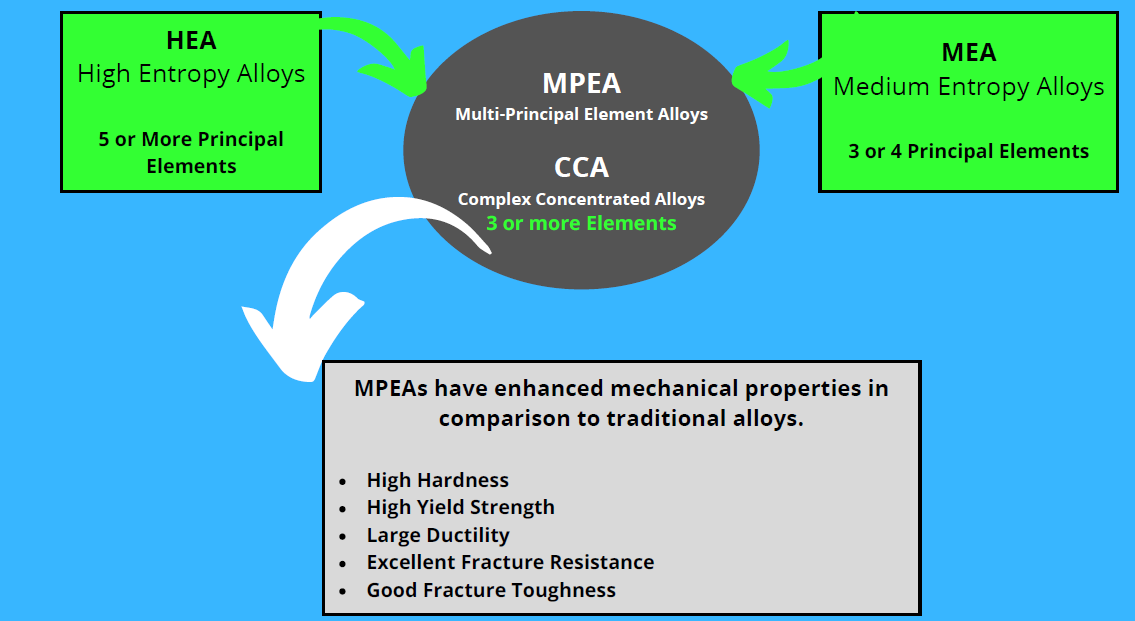 HEA
High Entropy Alloys
5 or More Principal
Elements
MPEA
Multi-Principal Element Alloys
CCA
Complex Concentrated Alloys
3 or more Elements
MEA
Medium Entropy Alloys
3 or 4 Principal Elements
MPEAs have enhanced mechanical properties in
comparison to traditional alloys.
• High Hardness
• High Yield Strength
• Large Ductility
• Excellent Fracture Resistance
• Good Fracture Toughness